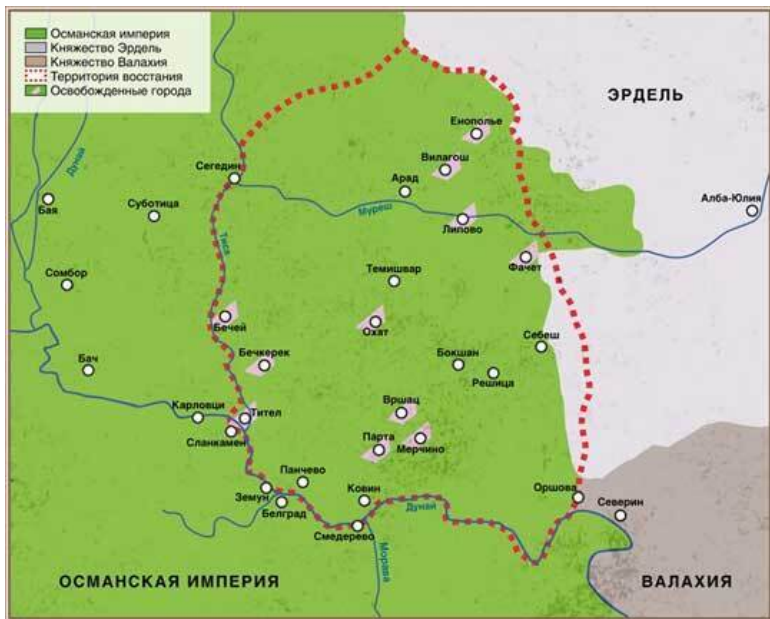 Османская империя
Княжество Эрдель
Княжество Валахия
Территория восстания
Освобожденные города
ЭРДЕЛЬ
Енополье
Вилагош
Дунай
Сегедин
Арад
Бая
Суботица
Муреш
Липово
Алба-Юлия
Тиса
Фачет
Темишвар
Сомбор
Бечей
Охат
Себеш
Бечкерек
Бокшан
Решица
Бач
Карловци
Тител
Вршац
Сланкамен
Парта
Мерчино
Панчево
Земун
Ковин
Оршова
Северин
Белград
Дунай
Смедерево
Морава
ОСМАНСКАЯ ИМПЕРИЯ
ВАЛАХИЯ